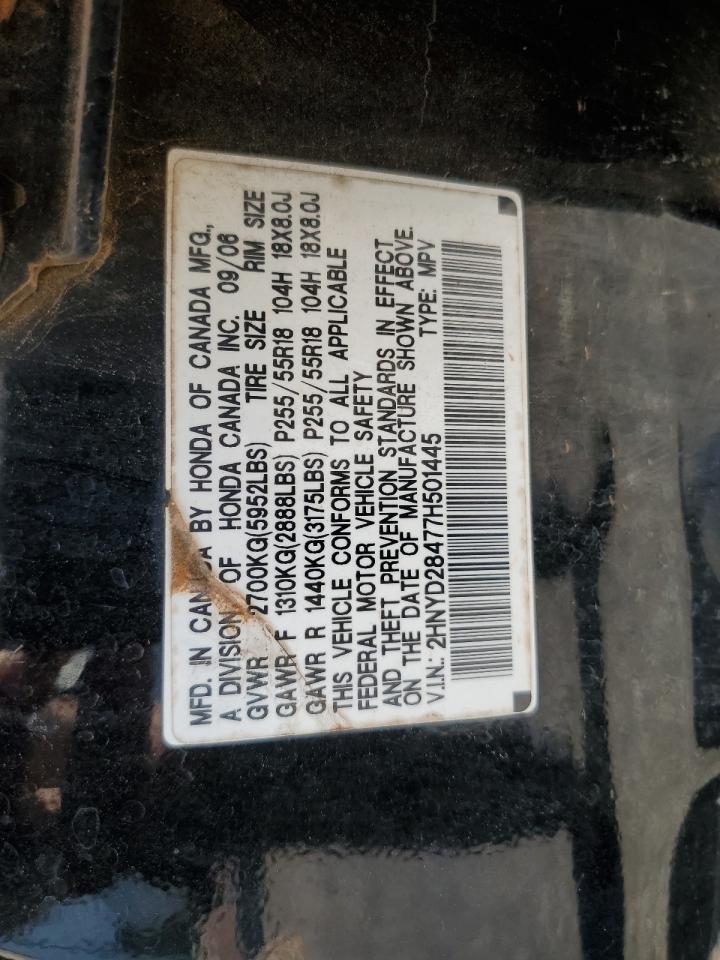 MFD. IN CANADA BY HONDA OF CANADA MFG.,
A DIVISION OF HONDA CANADA INC. 09/06
GVWR 2700KG(5952LBS) TIRE SIZE RIM SIZE
GAWR F 1310KG(2888LBS) P255/55R18 104H 18X8.0J
GAWR R 1440KG(3175LBS) P255/55R18 104H 18X8.0J
THIS VEHICLE CONFORMS TO ALL APPLICABLE
FEDERAL MOTOR VEHICLE SAFETY
AND THEFT PREVENTION STANDARDS IN EFFECT
ON THE DATE OF MANUFACTURE SHOWN ABOVE.
V.I.N.: 2HNYD28477H501445 TYPE: MPV